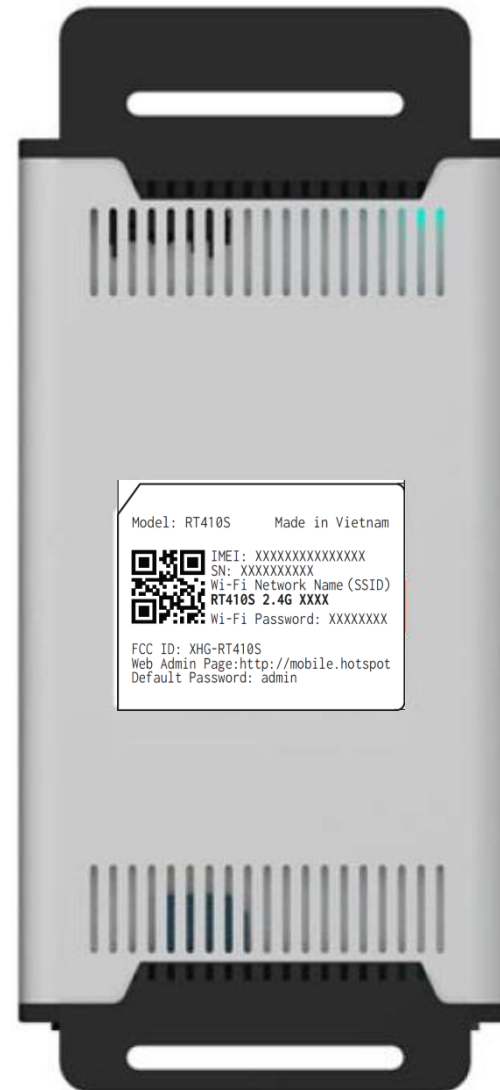 Model: RT410S Made in Vietnam
IMEI: XXXXXXXXXXXXXXX
SN: XXXXXXXXXX
Wi-Fi Network Name (SSID)
RT410S 2.4G XXXX
Wi-Fi Password: XXXXXXXX
FCC ID: XHG-RT410S
Web Admin Page:http://mobile.hotspot
Default Password: admin